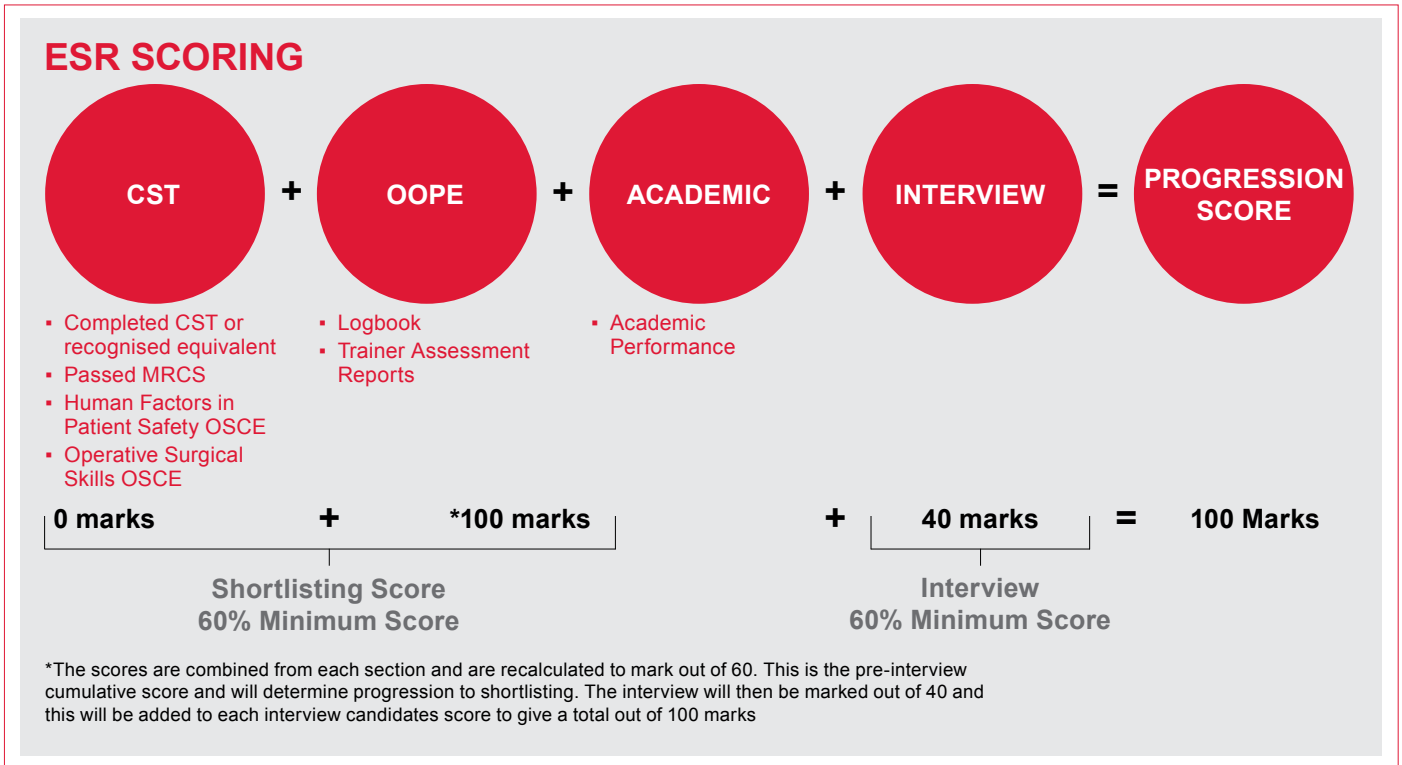 ESR SCORING
CST
+
OOPE
+
ACADEMIC
+
INTERVIEW
=
PROGRESSION
SCORE
▪ Completed CST or
recognised equivalent
▪ Passed MRCS
▪ Human Factors in
Patient Safety OSCE
▪ Operative Surgical
Skills OSCE
▪ Logbook
▪ Trainer Assessment
Reports
▪ Academic
Performance
0 marks + *100 marks + 40 marks = 100 Marks
Shortlisting Score
60% Minimum Score
Interview
60% Minimum Score
*The scores are combined from each section and are recalculated to mark out of 60. This is the pre-interview
cumulative score and will determine progression to shortlisting. The interview will then be marked out of 40 and
this will be added to each interview candidates score to give a total out of 100 marks